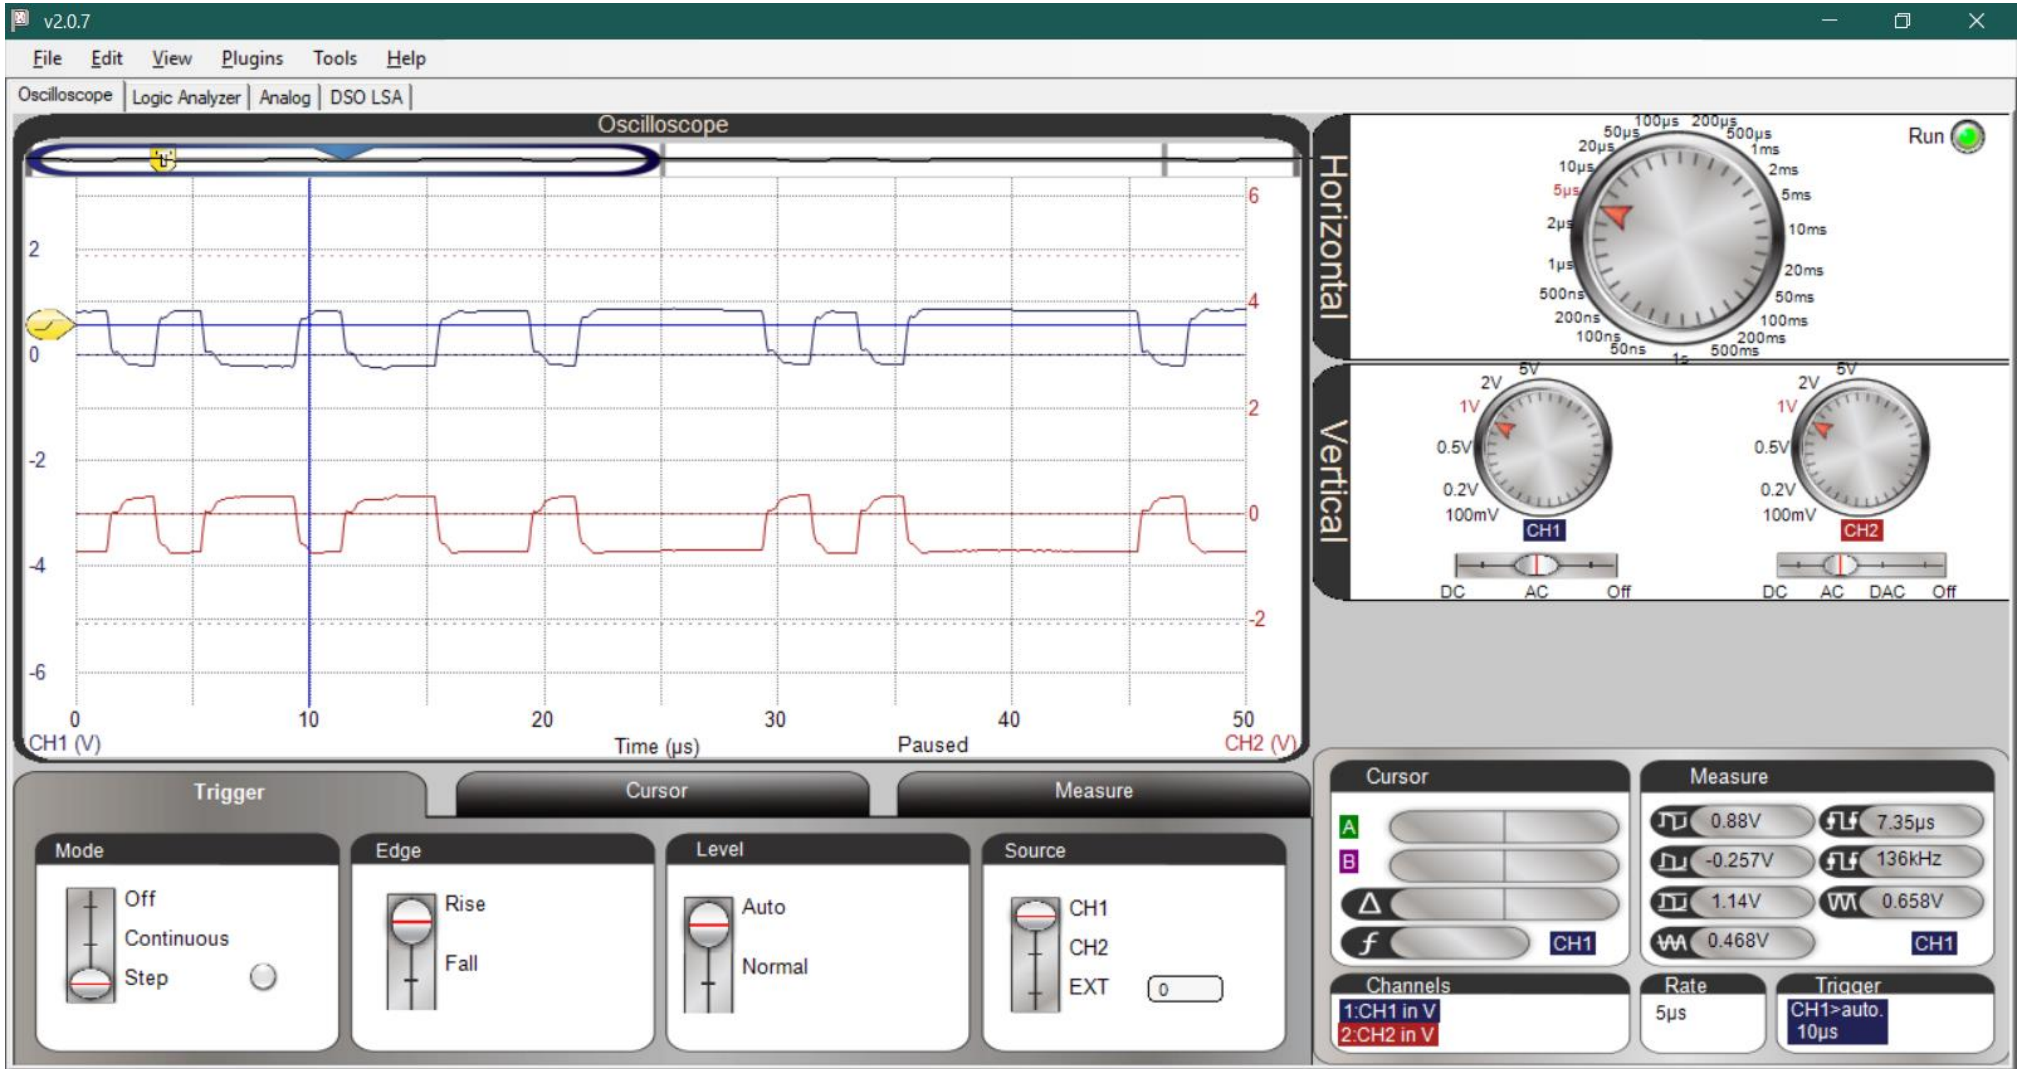 v2.0.7
File Edit View Plugins Tools Help
Oscilloscope Logic Analyzer Analog DSO LSA
Oscilloscope
6
2
4
0
2
-2
0
-4
-2
-6
0 10 20 30 40 50
CH1 (V) Time (µs) Paused CH2 (V)
Horizontal
Run
50ns 100ns 200ns 500ns 1µs 2µs 5µs 10µs 20µs 50µs 100µs 200µs 500µs 1ms 2ms 5ms 10ms 20ms 50ms 100ms 200ms 500ms 1s
Vertical
100mV 0.2V 0.5V 1V 2V 5V
CH1
DC AC Off
100mV 0.2V 0.5V 1V 2V 5V
CH2
DC AC DAC Off
Trigger Cursor Measure
Mode
Off
Continuous
Step
Edge
Rise
Fall
Level
Auto
Normal
Source
CH1
CH2
EXT 0
Cursor
A
B
Δ
f CH1
Measure
0.88V 7.35µs
-0.257V 136kHz
1.14V 0.658V
0.468V CH1
Channels
1:CH1 in V
2:CH2 in V
Rate
5µs
Trigger
CH1>auto.
10µs